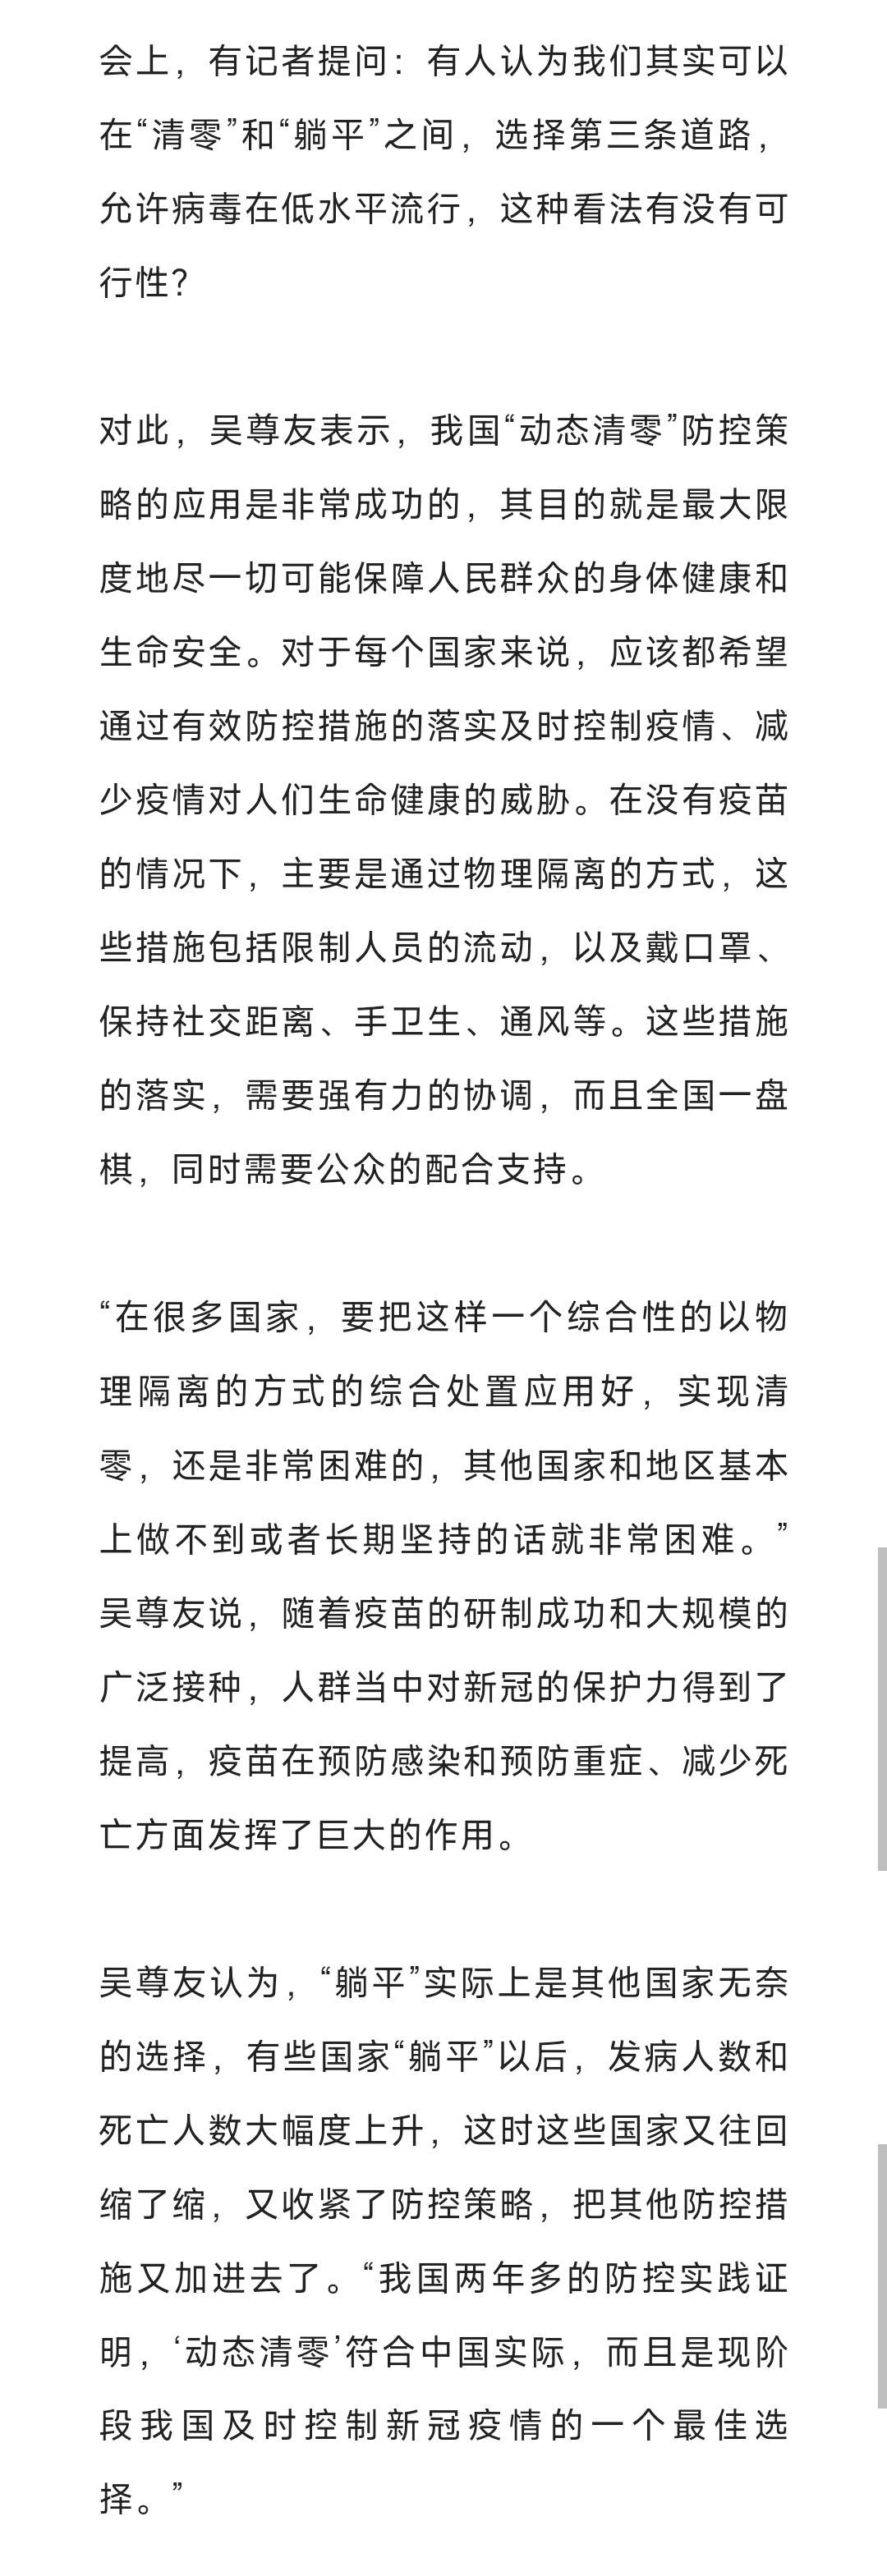 会上，有记者提问：有人认为我们其实可以
在“清零”和“躺平”之间，选择第三条道路，
允许病毒在低水平流行，这种看法有没有可
行性？
对此，吴尊友表示，我国“动态清零”防控策
略的应用是非常成功的，其目的就是最大限
度地尽一切可能保障人民群众的身体健康和
生命安全。对于每个国家来说，应该都希望
通过有效防控措施的落实及时控制疫情、减
少疫情对人们生命健康的威胁。在没有疫苗
的情况下，主要是通过物理隔离的方式，这
些措施包括限制人员的流动，以及戴口罩、
保持社交距离、手卫生、通风等。这些措施
的落实，需要强有力的协调，而且全国一盘
棋，同时需要公众的配合支持。
“在很多国家，要把这样一个综合性的以物
理隔离的方式的综合处置应用好，实现清
零，还是非常困难的，其他国家和地区基本
上做不到或者长期坚持的话就非常困难。”
吴尊友说，随着疫苗的研制成功和大规模的
广泛接种，人群当中对新冠的保护力得到了
提高，疫苗在预防感染和预防重症、减少死
亡方面发挥了巨大的作用。
吴尊友认为，“躺平”实际上是其他国家无奈
的选择，有些国家“躺平”以后，发病人数和
死亡人数大幅度上升，这时这些国家又往回
缩了缩，又收紧了防控策略，把其他防控措
施又加进去了。“我国两年多的防控实践证
明，‘动态清零’符合中国实际，而且是现阶
段我国及时控制新冠疫情的一个最佳选
择。”